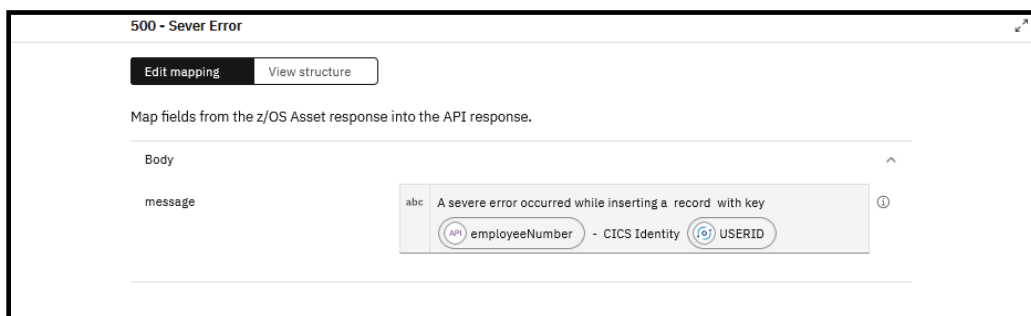 500 - Sever Error
Edit mapping View structure
Map fields from the z/OS Asset response into the API response.
Body
message abc A severe error occurred while inserting a record with key
API employeeNumber - CICS Identity USERID